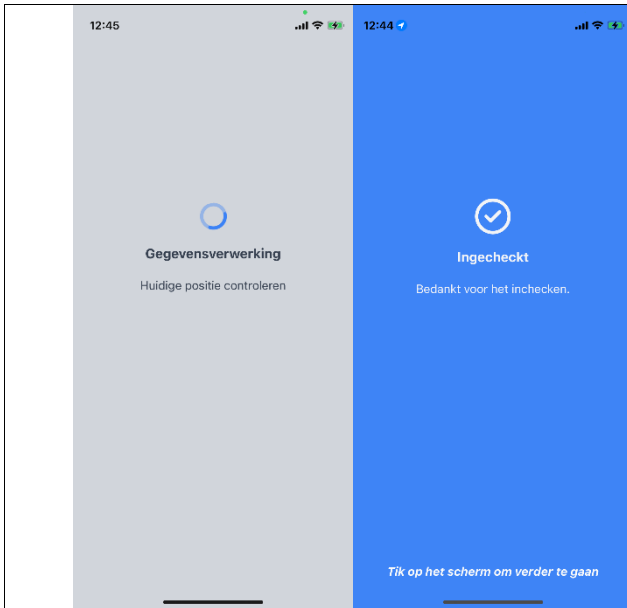 12:45
Gegevensverwerking
Huidige positie controleren
12:44
Ingecheckt
Bedankt voor het inchecken.
Tik op het scherm om verder te gaan